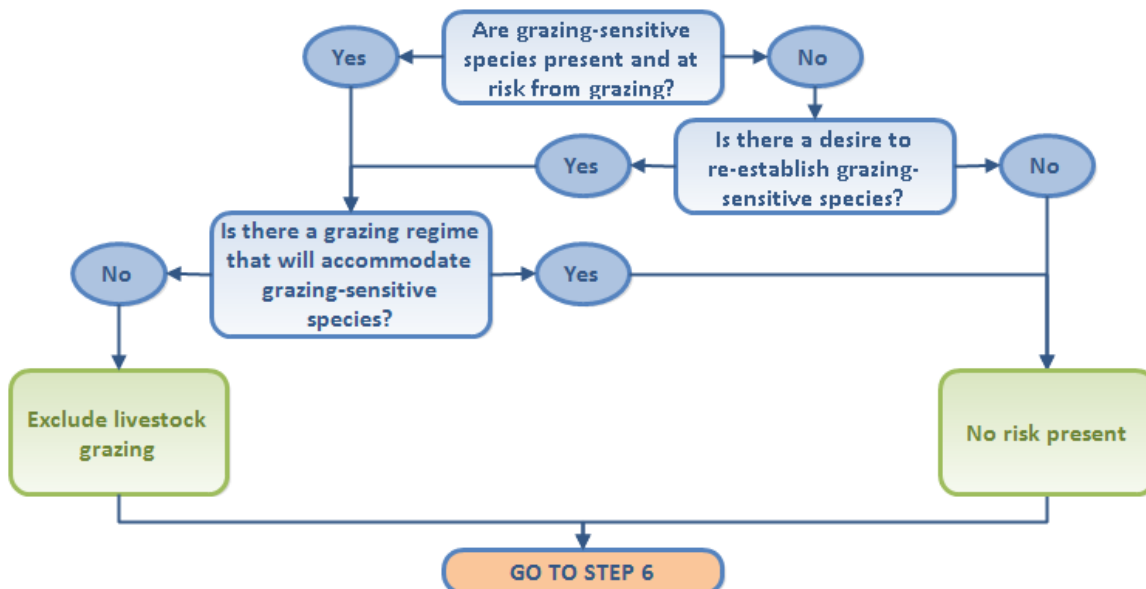 Are grazing-sensitive
species present and at
risk from grazing?
Yes
No
Is there a desire to
re-establish grazing-
sensitive species?
Yes
No
Is there a grazing regime
that will accommodate
grazing-sensitive
species?
No
Yes
Exclude livestock
grazing
No risk present
GO TO STEP 6